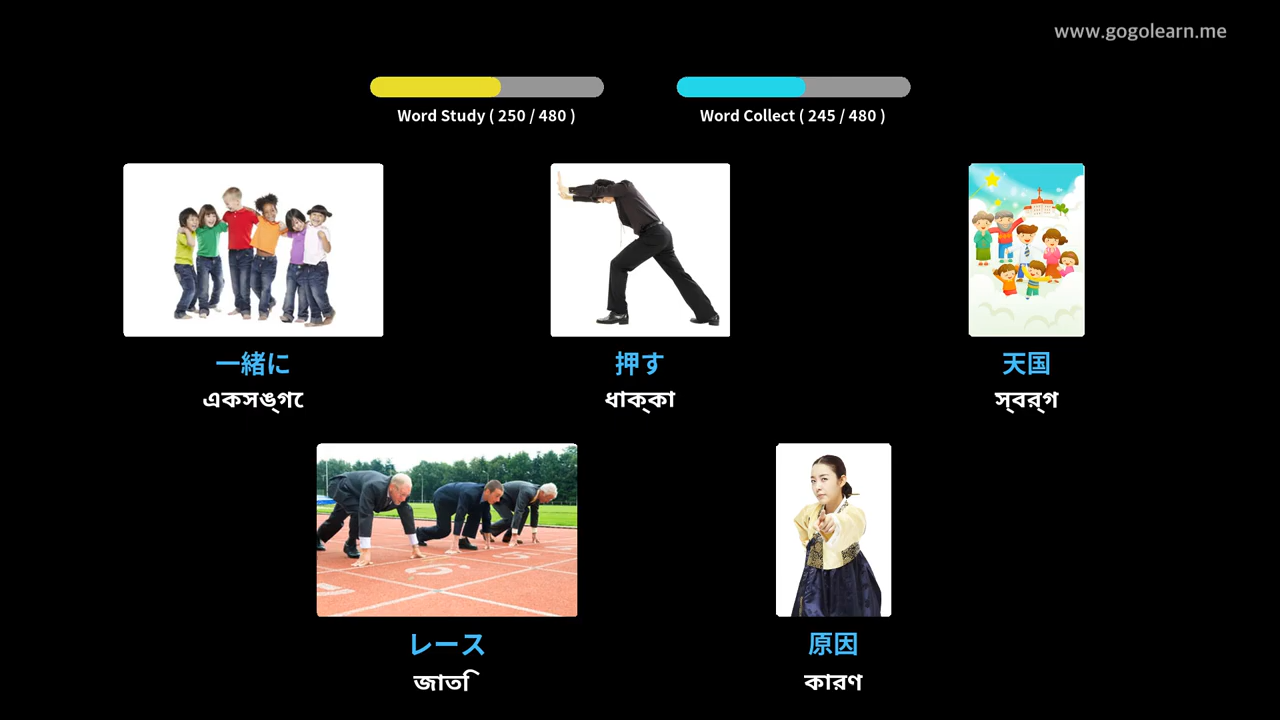 www.gogolearn.me
Word Study ( 250 / 480 )
Word Collect ( 245 / 480 )
一緒に
একসঙ্গে
押す
ধাক্কা
天国
স্বর্গ
レース
জাতি
原因
কারণ